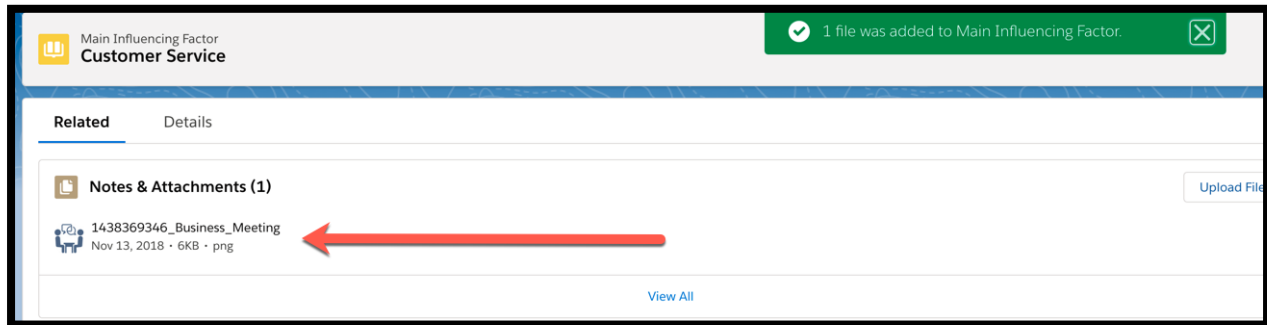 Main Influencing Factor
Customer Service
1 file was added to Main Influencing Factor.
Related Details
Notes & Attachments (1)
Upload File
1438369346_Business_Meeting
Nov 13, 2018 • 6KB • png
View All